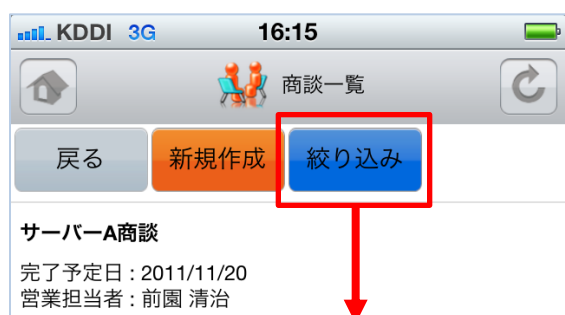 KDDI 3G 16:15
商談一覧
戻る 新規作成 絞り込み
サーバーA商談
完了予定日 : 2011/11/20
営業担当者 : 前園 清治